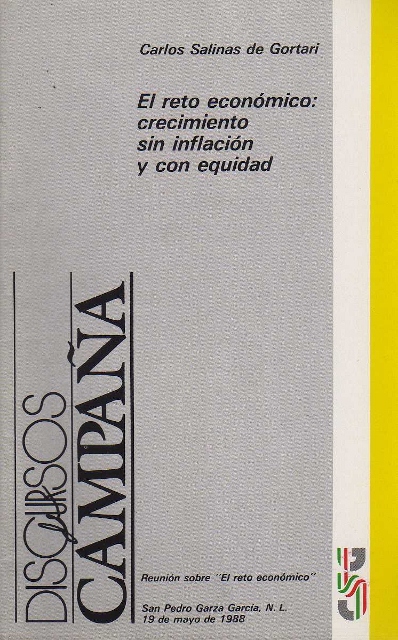 Carlos Salinas de Gortari
El reto económico:
crecimiento
sin inflación
y con equidad
DISCURSOS
de
CAMPAÑA
Reunión sobre "El reto económico"
San Pedro Garza García, N. L.
19 de mayo de 1988